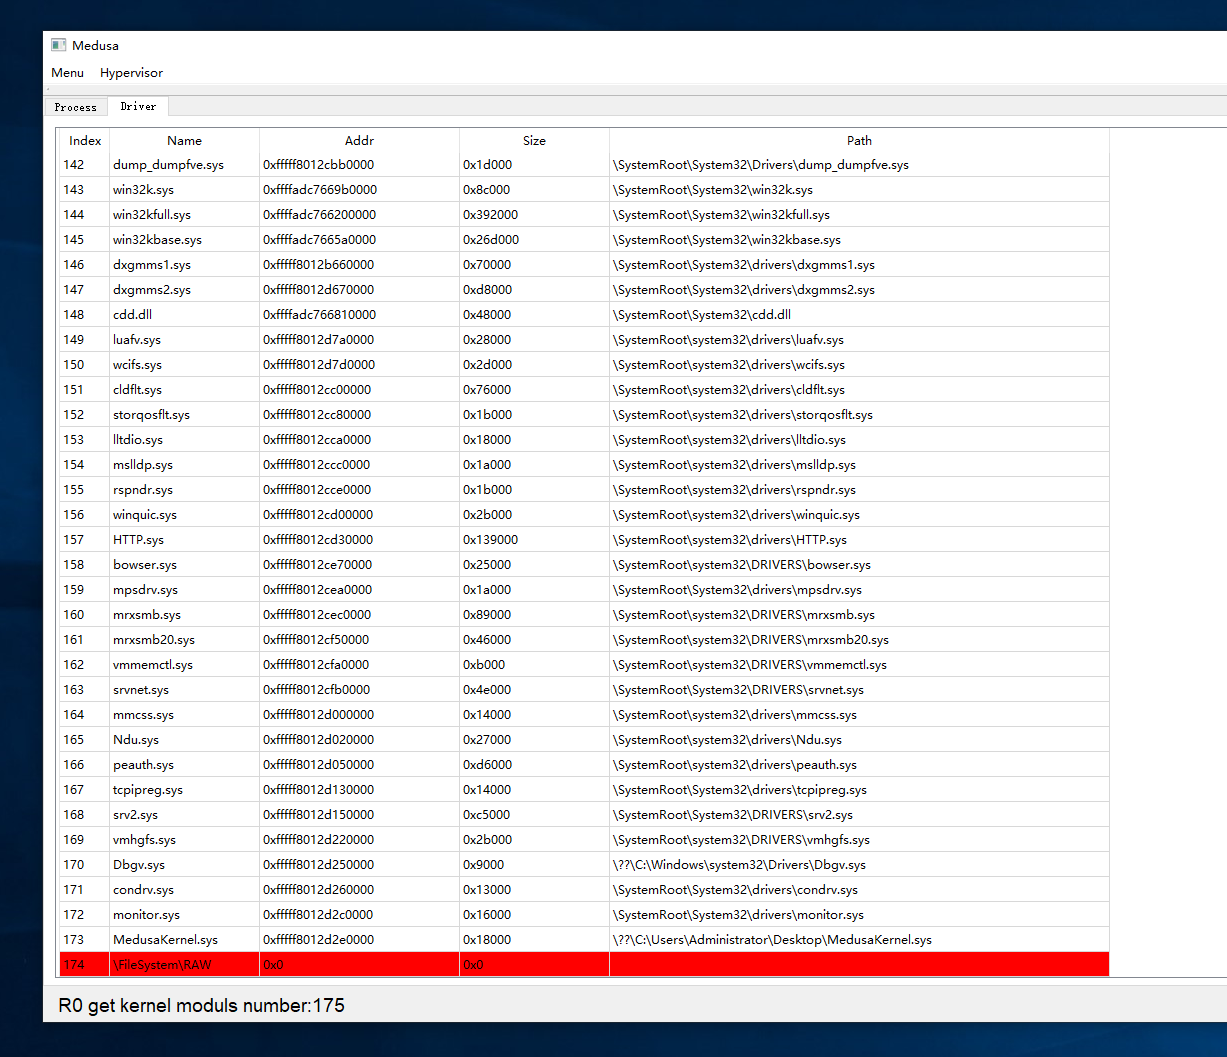 Medusa
Menu Hypervisor
Process Driver
Index Name Addr Size Path
142 dump_dumpfve.sys 0xfffff8012cbb0000 0x1d000 \SystemRoot\System32\Drivers\dump_dumpfve.sys
143 win32k.sys 0xffffadc7669b0000 0x8c000 \SystemRoot\System32\win32k.sys
144 win32kfull.sys 0xffffadc766200000 0x392000 \SystemRoot\System32\win32kfull.sys
145 win32kbase.sys 0xffffadc7665a0000 0x26d000 \SystemRoot\System32\win32kbase.sys
146 dxgmms1.sys 0xfffff8012b660000 0x70000 \SystemRoot\System32\drivers\dxgmms1.sys
147 dxgmms2.sys 0xfffff8012d670000 0xd8000 \SystemRoot\System32\drivers\dxgmms2.sys
148 cdd.dll 0xffffadc766810000 0x48000 \SystemRoot\System32\cdd.dll
149 luafv.sys 0xfffff8012d7a0000 0x28000 \SystemRoot\system32\drivers\luafv.sys
150 wcifs.sys 0xfffff8012d7d0000 0x2d000 \SystemRoot\system32\drivers\wcifs.sys
151 cldflt.sys 0xfffff8012cc00000 0x76000 \SystemRoot\system32\drivers\cldflt.sys
152 storqosflt.sys 0xfffff8012cc80000 0x1b000 \SystemRoot\system32\drivers\storqosflt.sys
153 lltdio.sys 0xfffff8012cca0000 0x18000 \SystemRoot\system32\drivers\lltdio.sys
154 mslldp.sys 0xfffff8012ccc0000 0x1a000 \SystemRoot\system32\drivers\mslldp.sys
155 rspndr.sys 0xfffff8012cce0000 0x1b000 \SystemRoot\system32\drivers\rspndr.sys
156 winquic.sys 0xfffff8012cd00000 0x2b000 \SystemRoot\system32\drivers\winquic.sys
157 HTTP.sys 0xfffff8012cd30000 0x139000 \SystemRoot\system32\drivers\HTTP.sys
158 bowser.sys 0xfffff8012ce70000 0x25000 \SystemRoot\system32\DRIVERS\bowser.sys
159 mpsdrv.sys 0xfffff8012cea0000 0x1a000 \SystemRoot\System32\drivers\mpsdrv.sys
160 mrxsmb.sys 0xfffff8012cec0000 0x89000 \SystemRoot\system32\DRIVERS\mrxsmb.sys
161 mrxsmb20.sys 0xfffff8012cf50000 0x46000 \SystemRoot\system32\DRIVERS\mrxsmb20.sys
162 vmmemctl.sys 0xfffff8012cfa0000 0xb000 \SystemRoot\system32\DRIVERS\vmmemctl.sys
163 srvnet.sys 0xfffff8012cfb0000 0x4e000 \SystemRoot\System32\DRIVERS\srvnet.sys
164 mmcss.sys 0xfffff8012d000000 0x14000 \SystemRoot\system32\drivers\mmcss.sys
165 Ndu.sys 0xfffff8012d020000 0x27000 \SystemRoot\system32\drivers\Ndu.sys
166 peauth.sys 0xfffff8012d050000 0xd6000 \SystemRoot\system32\drivers\peauth.sys
167 tcpipreg.sys 0xfffff8012d130000 0x14000 \SystemRoot\System32\drivers\tcpipreg.sys
168 srv2.sys 0xfffff8012d150000 0xc5000 \SystemRoot\System32\DRIVERS\srv2.sys
169 vmhgfs.sys 0xfffff8012d220000 0x2b000 \SystemRoot\system32\DRIVERS\vmhgfs.sys
170 Dbgv.sys 0xfffff8012d250000 0x9000 \??\C:\Windows\system32\Drivers\Dbgv.sys
171 condrv.sys 0xfffff8012d260000 0x13000 \SystemRoot\System32\drivers\condrv.sys
172 monitor.sys 0xfffff8012d2c0000 0x16000 \SystemRoot\System32\drivers\monitor.sys
173 MedusaKernel.sys 0xfffff8012d2e0000 0x18000 \??\C:\Users\Administrator\Desktop\MedusaKernel.sys
174 \FileSystem\RAW 0x0 0x0
R0 get kernel moduls number:175